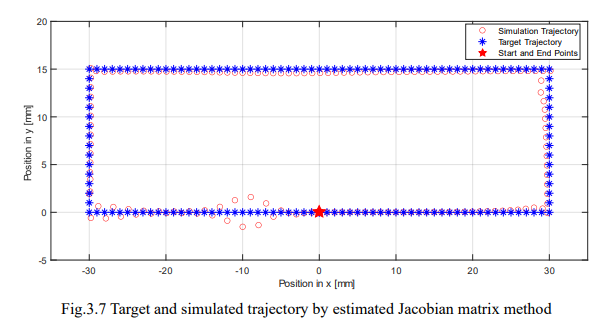 20
15
10
5
0
-5
-30
-20
-10
0
10
20
30
Position in y [mm]
Position in x [mm]
Simulation Trajectory
Target Trajectory
Start and End Points
Fig.3.7 Target and simulated trajectory by estimated Jacobian matrix method